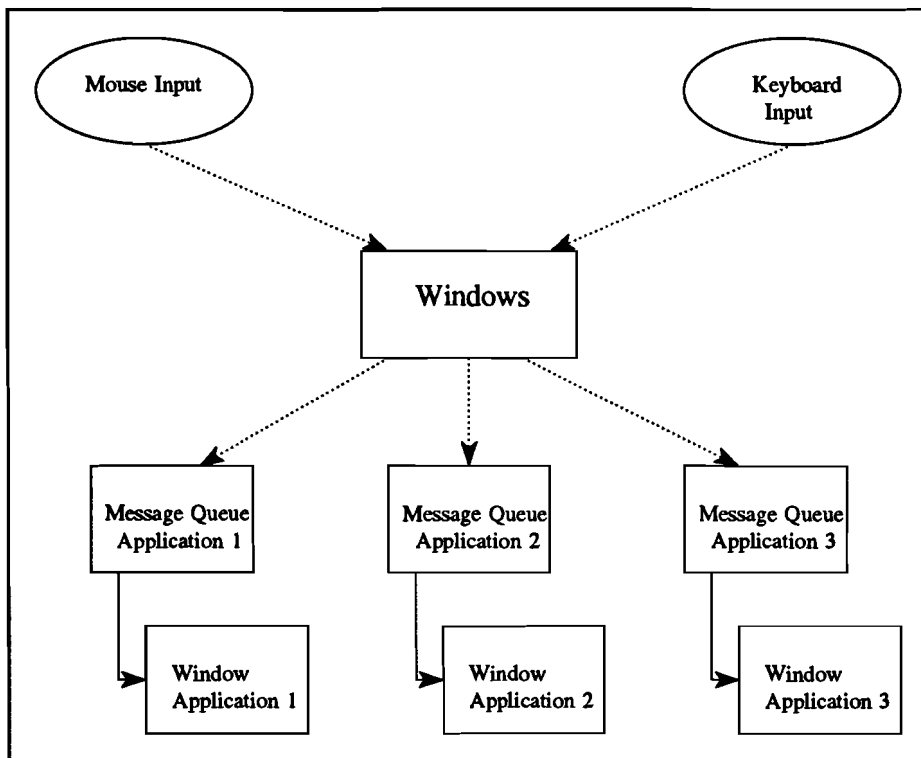 Mouse Input
Keyboard
Input
Windows
Message Queue
Application 1
Message Queue
Application 2
Message Queue
Application 3
Window
Application 1
Window
Application 2
Window
Application 3